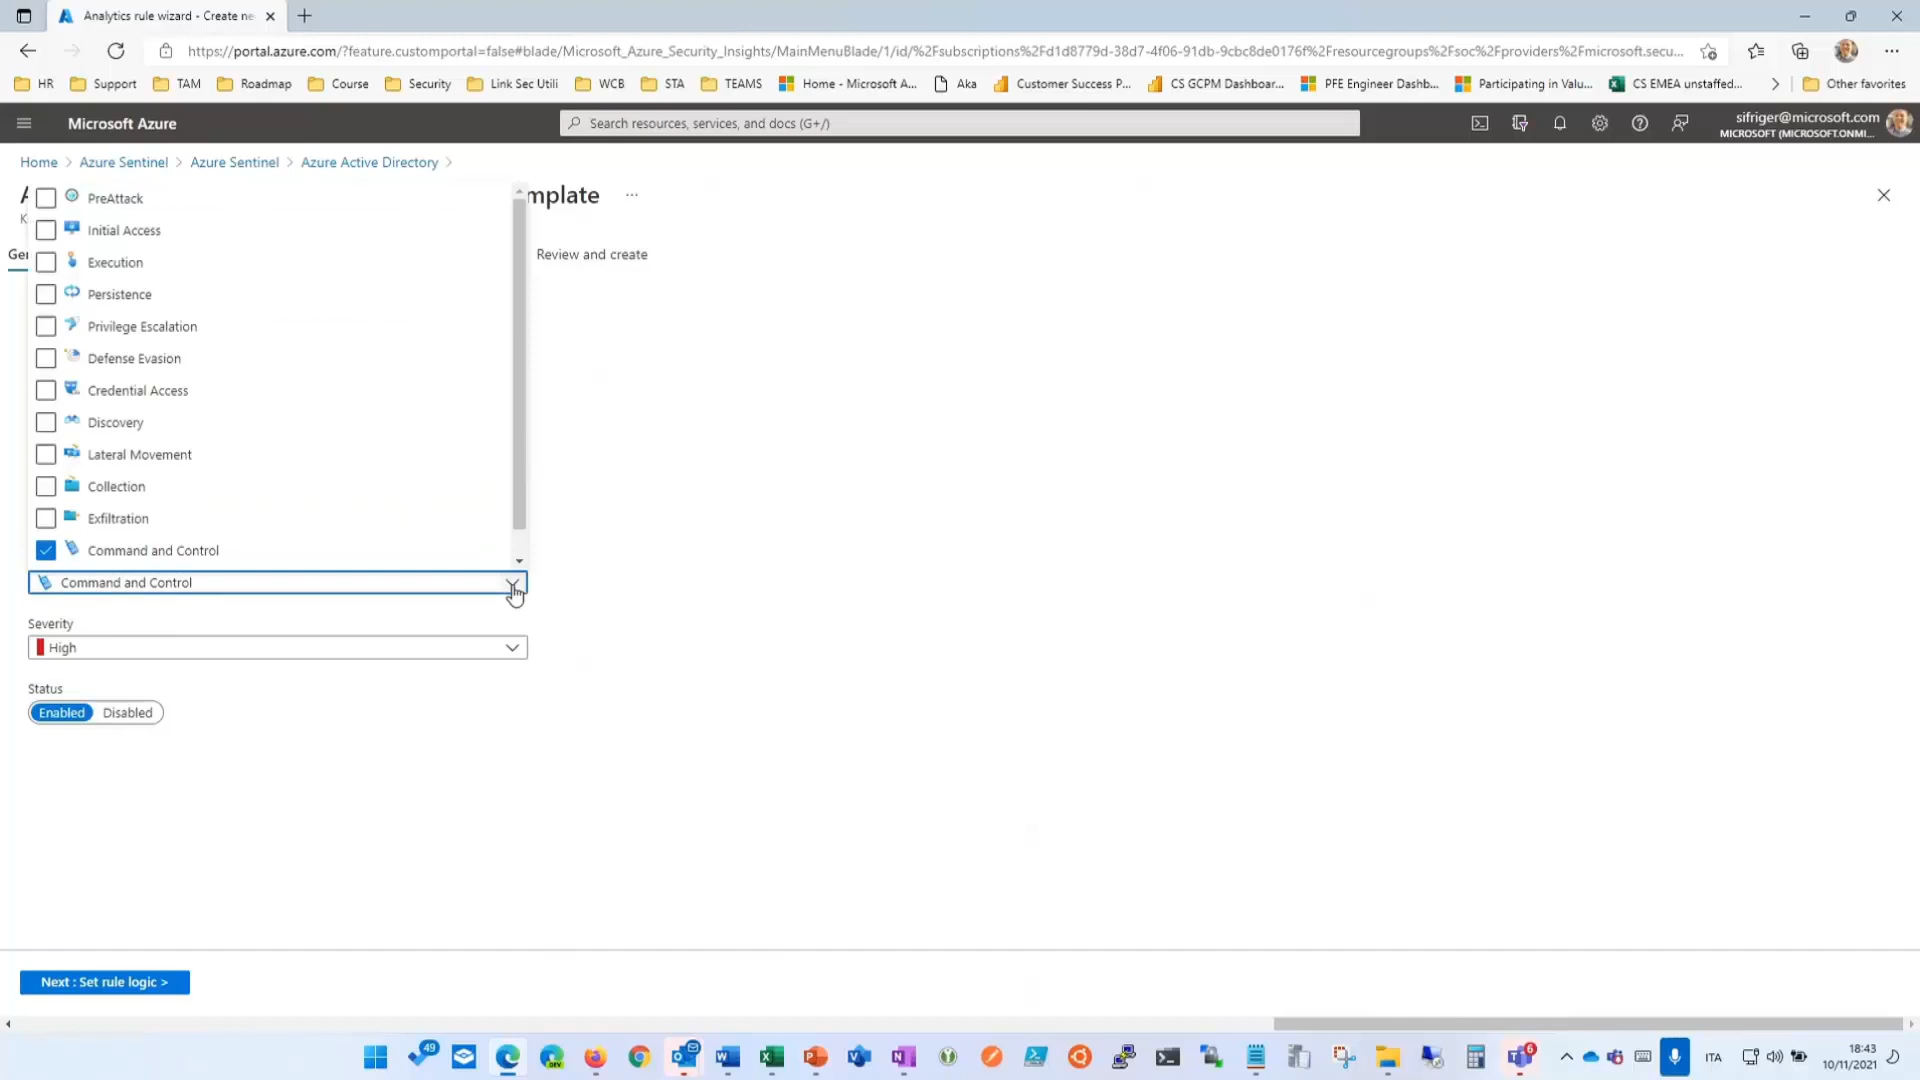 Analytics rule wizard - Create ne
https://portal.azure.com/?feature.customportal=false#blade/Microsoft_Azure_Security_Insights/MainMenuBlade/1/id/%2Fsubscriptions%2Fd1d8779d-38d7-4f06-91db-9cbc8de0176f%2Fresourcegroups%2Fsoc%2Fproviders%2Fmicrosoft.secu...
HR Support TAM Roadmap Course Security Link Sec Utili WCB STA TEAMS Home - Microsoft A... Aka Customer Success P... CS GCPM Dashboar... PFE Engineer Dashb... Participating in Valu... CS EMEA unstaffed... Other favorites
Microsoft Azure
Search resources, services, and docs (G+/)
sifriger@microsoft.com
MICROSOFT (MICROSOFT.ONMI...
Home > Azure Sentinel > Azure Sentinel > Azure Active Directory >
mplate ...
Ge
Review and create
PreAttack
Initial Access
Execution
Persistence
Privilege Escalation
Defense Evasion
Credential Access
Discovery
Lateral Movement
Collection
Exfiltration
Command and Control
Command and Control
Severity
High
Status
Enabled Disabled
Next : Set rule logic >
49
6
ITA
18:43
10/11/2021